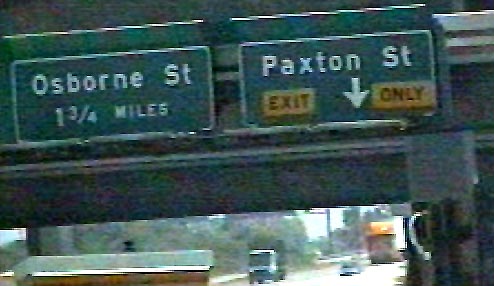 Osborne St
1 3/4 MILES
Paxton St
EXIT ONLY